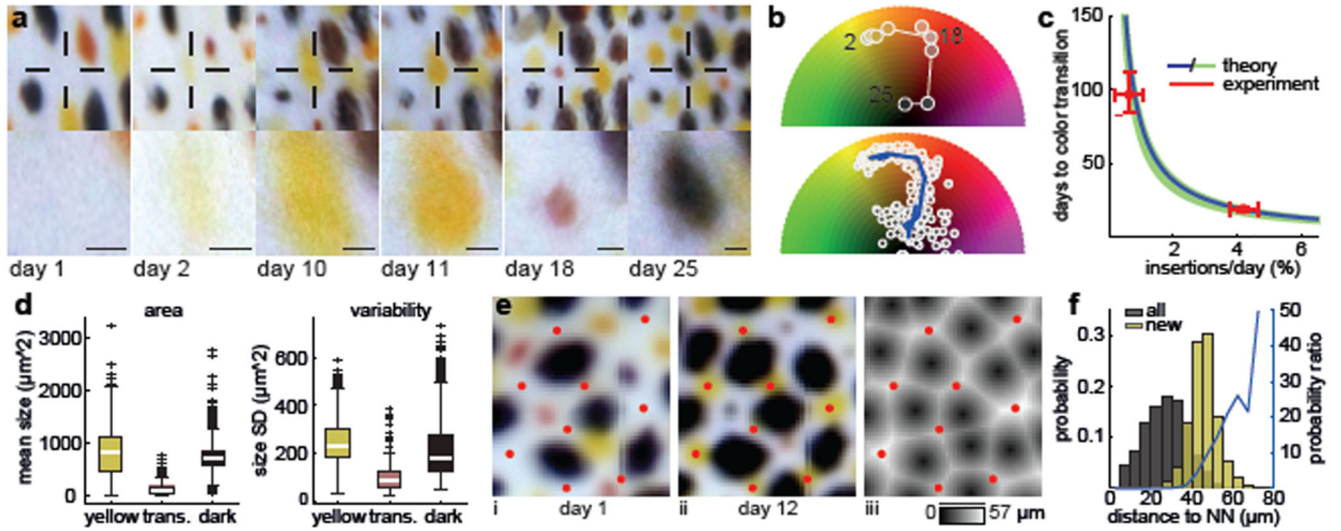 a
day 1
day 2
day 10
day 11
day 18
day 25
b
2
18
25
c
150
100
50
days to color transition
theory
experiment
2
4
6
insertions/day (%)
d
area
mean size (μm^2)
3000
2000
1000
0
yellow
trans.
dark
variability
size SD (μm^2)
600
400
200
0
yellow
trans.
dark
e
i
day 1
ii
day 12
iii
0
57
μm
f
all
new
probability
0.3
0.2
0.1
probability ratio
50
40
30
20
10
0
0
20
40
60
80
distance to NN (μm)